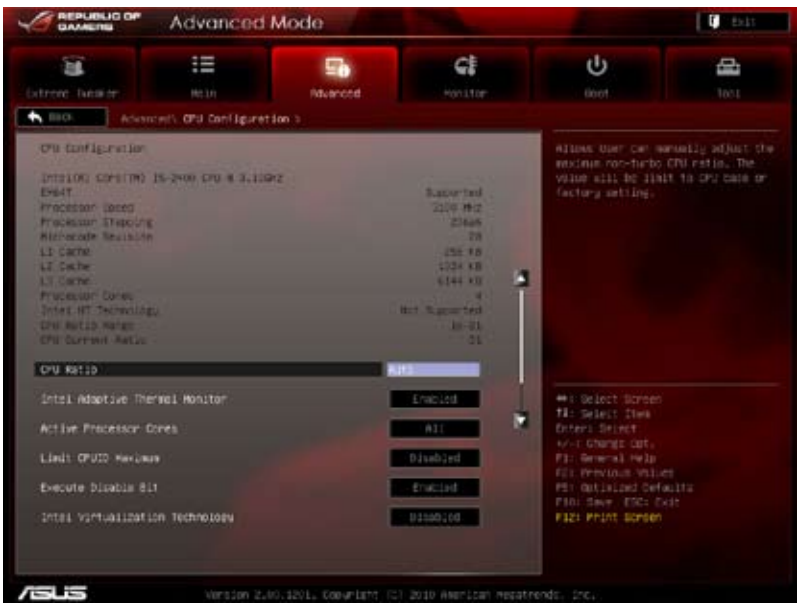 REPUBLIC OF GAMERS
Advanced Mode
Exit
Extreme Tweaker
Main
Advanced
Monitor
Boot
Tool
Back
Advanced\ CPU Configuration >
CPU Configuration
Intel(R) Core(TM) i5-2400 CPU @ 3.10GHz
EM64T Supported
Processor Speed 3100 MHz
Processor Stepping
Microcode Revision
L1 Cache 256 KB
L2 Cache 1024 KB
L3 Cache 6144 KB
Processor Cores 4
Intel HT Technology Not Supported
CPU Ratio Range 16-31
CPU Current Ratio 31
CPU Ratio Auto
Intel Adaptive Thermal Monitor Enabled
Active Processor Cores All
Limit CPUID Maximum Disabled
Execute Disable Bit Enabled
Intel Virtualization Technology Disabled
Allows User can manually adjust the
maximum non-turbo CPU ratio. The
value will be limit to CPU base or
factory setting.
: Select Screen
: Select Item
Enter: Select
+/-: Change Opt.
F1: General Help
F2: Previous Values
F5: Optimized Defaults
F10: Save ESC: Exit
F12: Print Screen
ASUS
Version 2.00.1201. Copyright (C) 2010 American Megatrends, Inc.